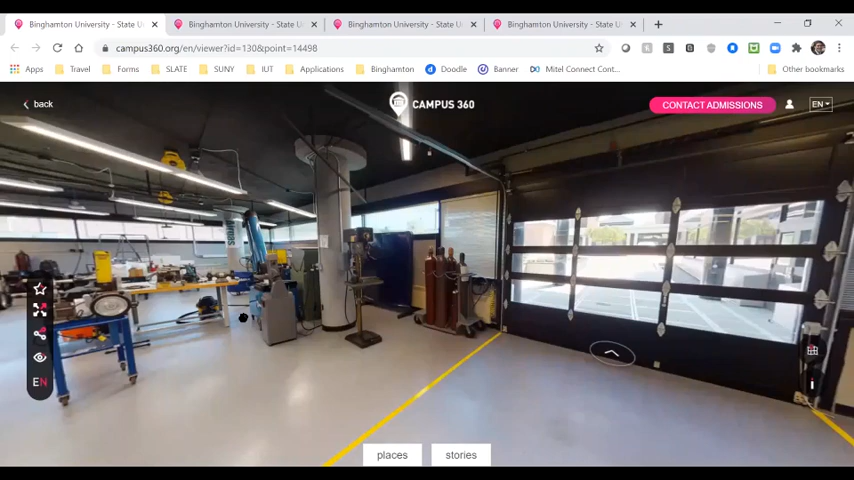 Binghamton University - State U
Binghamton University - State U
Binghamton University - State U
Binghamton University - State U
campus360.org/en/viewer?id=130&point=14498
Apps Travel Forms SLATE SUNY IUT Applications Binghamton Doodle Banner Mitel Connect Cont... Other bookmarks
back
CAMPUS 360
CONTACT ADMISSIONS
EN
EN
places
stories